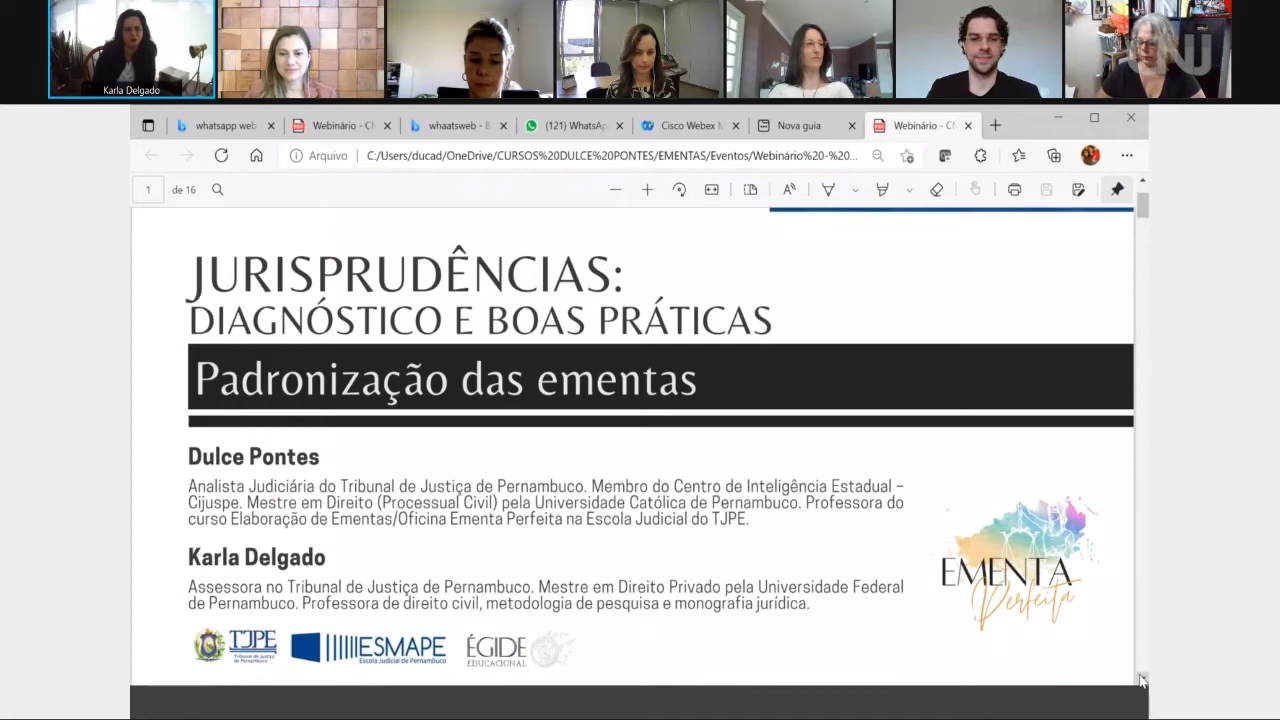 Karla Delgado
CNJ
whatsapp web
Webinário - CN
whaatsweb - B
(121) WhatsAp
Cisco Webex M
Nova guia
Webinário - CN
Arquivo
C:/Users/ducad/OneDrive/CURSOS%20DULCE%20PONTES/EMENTAS/Eventos/Webinário%20-%20...
1 de 16
JURISPRUDÊNCIAS:
DIAGNÓSTICO E BOAS PRÁTICAS
Padronização das ementas
Dulce Pontes
Analista Judiciária do Tribunal de Justiça de Pernambuco. Membro do Centro de Inteligência Estadual –
Cijuspe. Mestre em Direito (Processual Civil) pela Universidade Católica de Pernambuco. Professora do
curso Elaboração de Ementas/Oficina Ementa Perfeita na Escola Judicial do TJPE.
Karla Delgado
Assessora no Tribunal de Justiça de Pernambuco. Mestre em Direito Privado pela Universidade Federal
de Pernambuco. Professora de direito civil, metodologia de pesquisa e monografia jurídica.
EMENTA
Perfeita
TJPE
Tribunal de Justiça
de Pernambuco
ESMAPE
Escola Judicial de Pernambuco
ÉGIDE
EDUCACIONAL